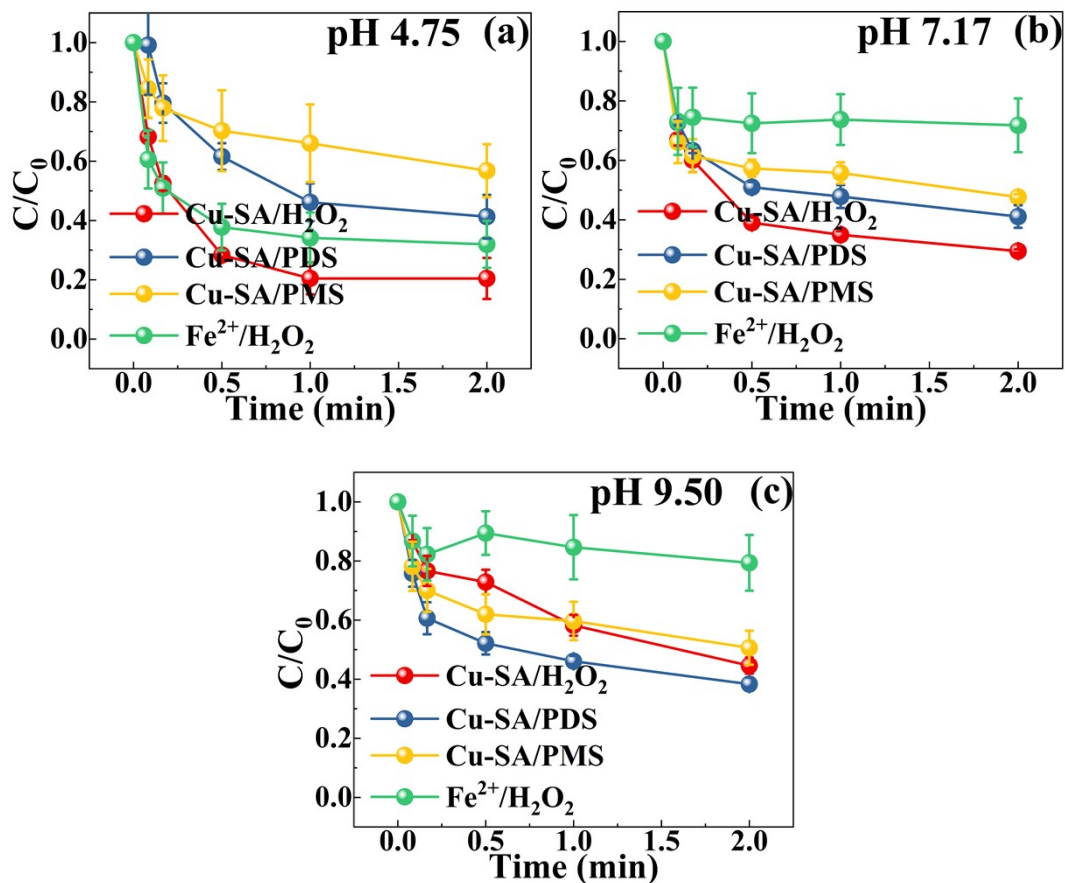 pH 4.75 (a)
C/C₀
1.0
0.8
0.6
0.4
0.2
0.0
Cu-SA/H₂O₂
Cu-SA/PDS
Cu-SA/PMS
Fe²⁺/H₂O₂
0.0 0.5 1.0 1.5 2.0
Time (min)
pH 7.17 (b)
C/C₀
1.0
0.8
0.6
0.4
0.2
0.0
Cu-SA/H₂O₂
Cu-SA/PDS
Cu-SA/PMS
Fe²⁺/H₂O₂
0.0 0.5 1.0 1.5 2.0
Time (min)
pH 9.50 (c)
C/C₀
1.0
0.8
0.6
0.4
0.2
0.0
Cu-SA/H₂O₂
Cu-SA/PDS
Cu-SA/PMS
Fe²⁺/H₂O₂
0.0 0.5 1.0 1.5 2.0
Time (min)